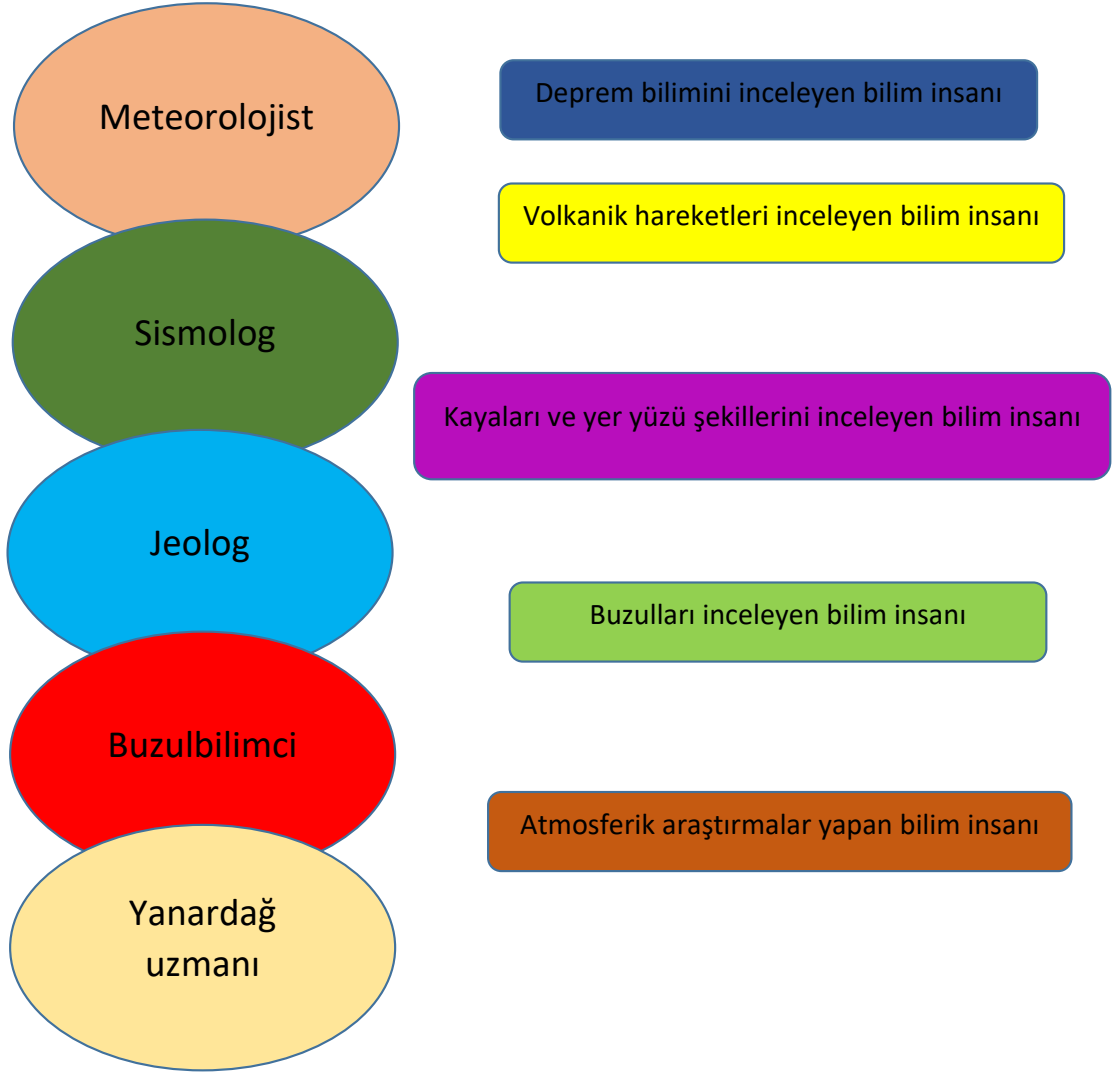 Meteorolojist
Sismolog
Jeolog
Buzulbilimci
Yanardağ
uzmanı
Deprem bilimini inceleyen bilim insanı
Volkanik hareketleri inceleyen bilim insanı
Kayaları ve yer yüzü şekillerini inceleyen bilim insanı
Buzulları inceleyen bilim insanı
Atmosferik araştırmalar yapan bilim insanı